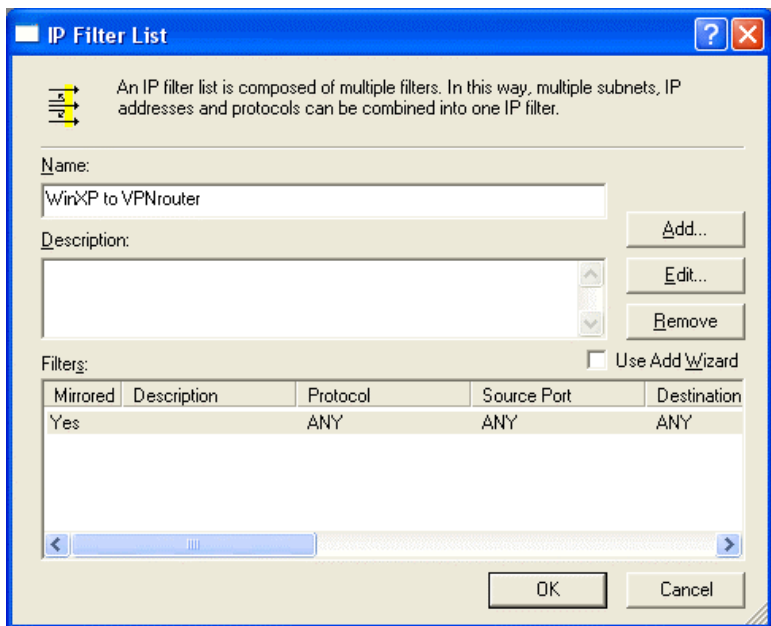 IP Filter List
An IP filter list is composed of multiple filters. In this way, multiple subnets, IP
addresses and protocols can be combined into one IP filter.
Name:
WinXP to VPNrouter
Add...
Description:
Edit...
Remove
Filters:
Use Add Wizard
Mirrored Description Protocol Source Port Destination
Yes ANY ANY ANY
OK Cancel